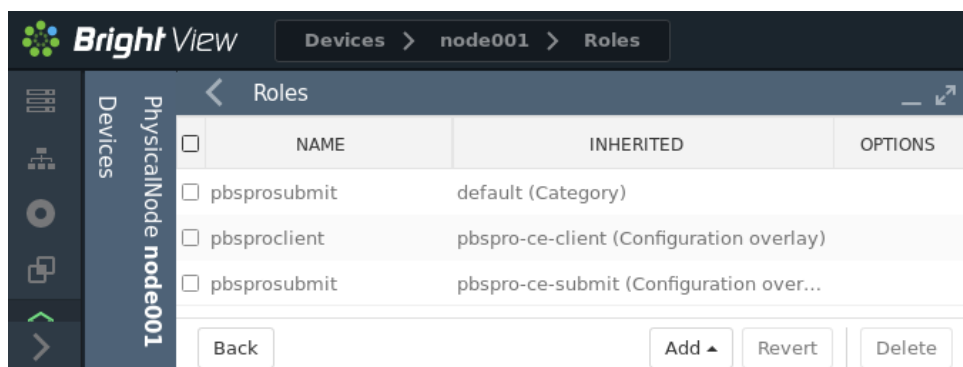 Bright View
Devices > node001 > Roles
Devices
PhysicalNode node001
Roles
NAME INHERITED OPTIONS
pbsprosubmit default (Category)
pbsproclient pbspro-ce-client (Configuration overlay)
pbsprosubmit pbspro-ce-submit (Configuration over...
Back Add Revert Delete